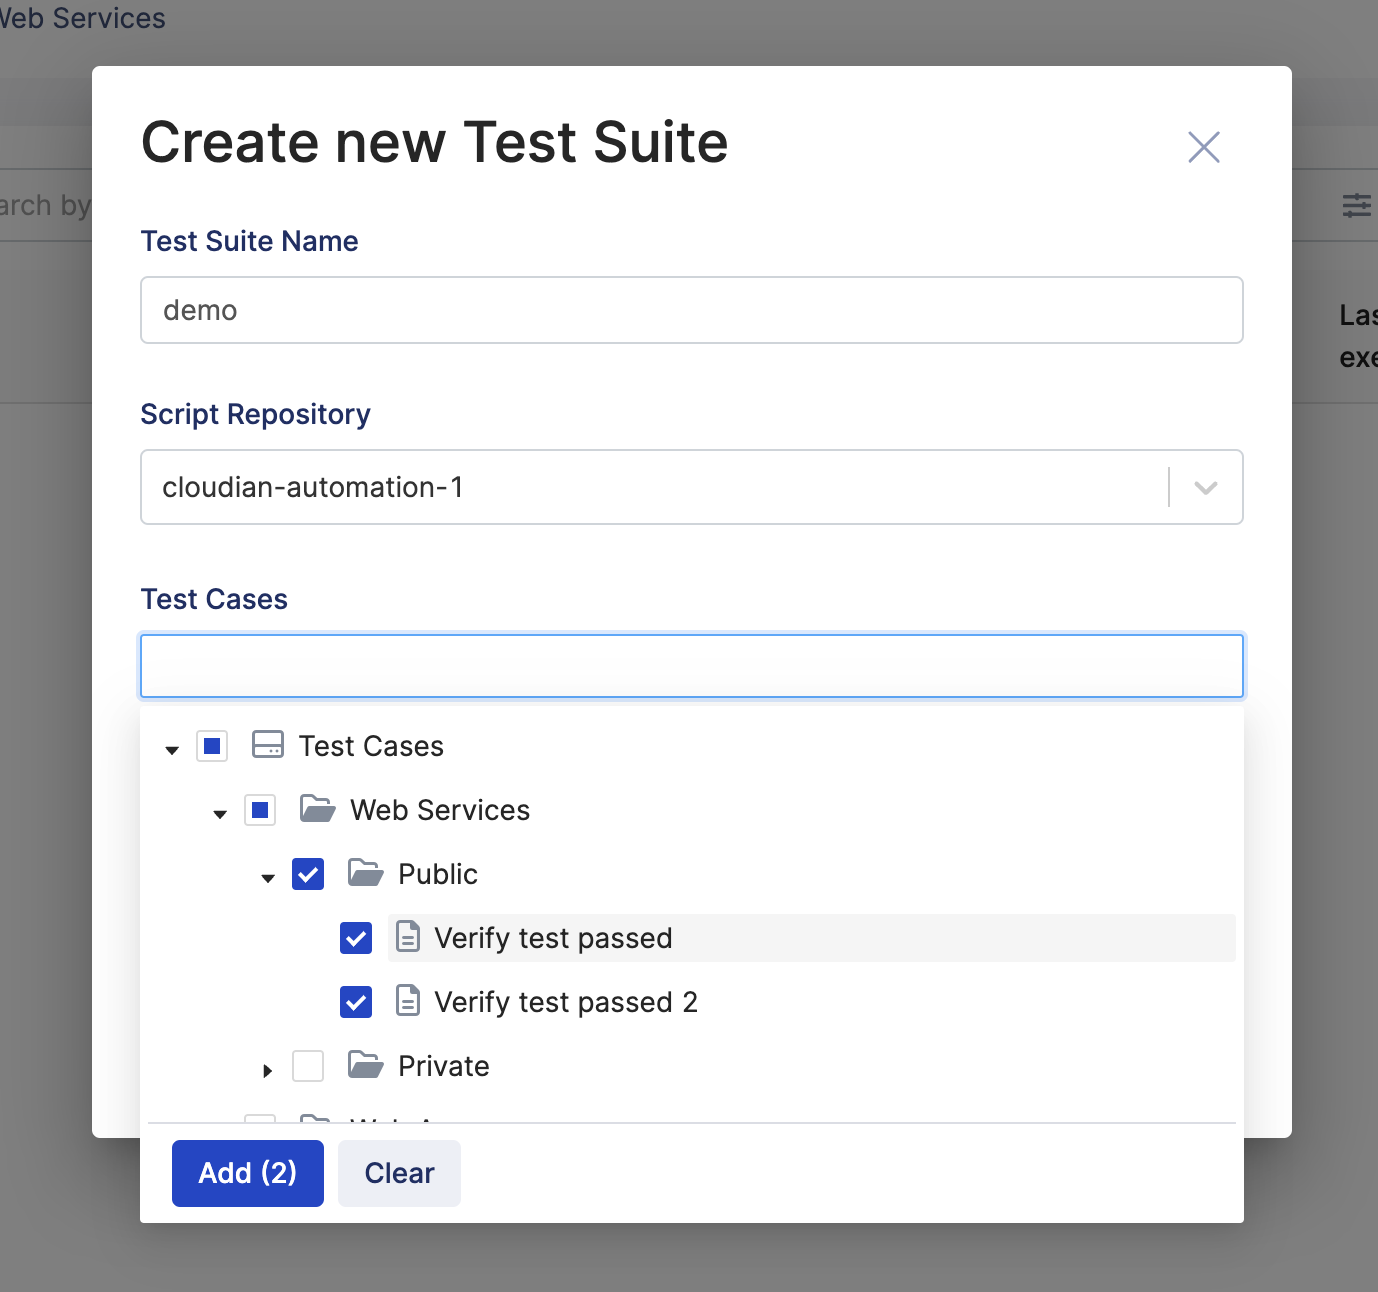 Web Services
Create new Test Suite
arch by
Test Suite Name
demo
Las
exe
Script Repository
cloudian-automation-1
Test Cases
Test Cases
Web Services
Public
Verify test passed
Verify test passed 2
Private
Add (2)
Clear